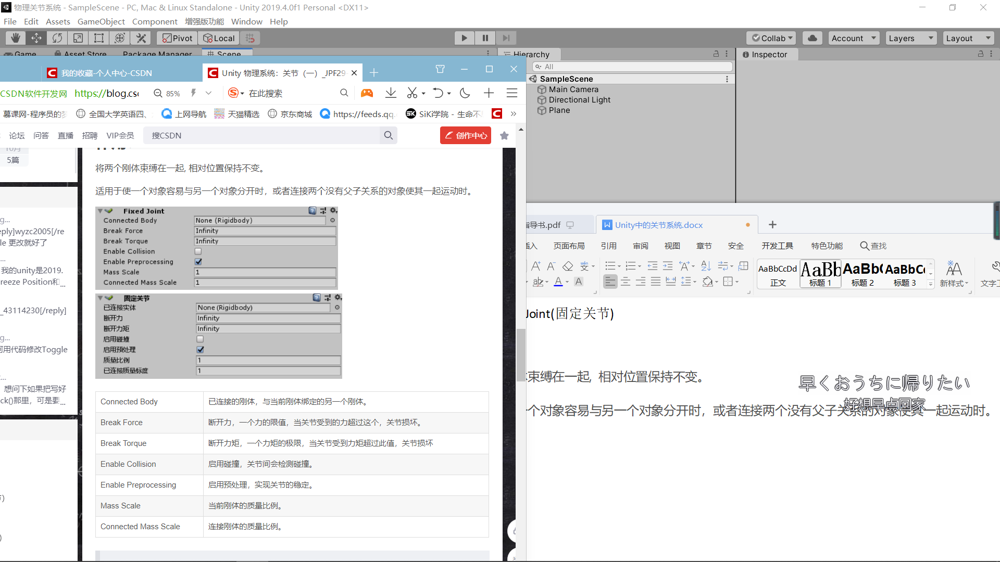 物理关节系统 - SampleScene - PC, Mac & Linux Standalone - Unity 2019.4.0f1 Personal <DX11>
File Edit Assets GameObject Component 增强版功能 Window Help
Pivot Local Collab Account Layers Layout
Game Asset Store Package Manager Scene Hierarchy Inspector
All
SampleScene
Main Camera
Directional Light
Plane
我的收藏-个人中心-CSDN
Unity 物理系统：关节（一）_JPF29
CSDN软件开发网 https://blog.cs 85% 在此搜索
慕课网-程序员的 全国大学英语四、 上网导航 天猫精选 京东商城 https://feeds.qq. SiKi学院 - 生命不
论坛 问答 直播 招聘 VIP会员 搜CSDN 创作中心
10月
5篇
将两个刚体束缚在一起, 相对位置保持不变。
适用于使一个对象容易与另一个对象分开时，或者连接两个没有父子关系的对象使其一起运动时。
Fixed Joint
Connected Body None (Rigidbody)
Break Force Infinity
Break Torque Infinity
Enable Collision
Enable Preprocessing
Mass Scale 1
Connected Mass Scale 1
固定关节
已连接实体 None (Rigidbody)
断开力 Infinity
断开力矩 Infinity
启用碰撞
启用预处理
质量比例 1
已连接质量标度 1
Connected Body 已连接的刚体，与当前刚体绑定的另一个刚体。
Break Force 断开力，一个力的限值，当关节受到的力超过这个，关节损坏。
Break Torque 断开力矩，一个力矩的极限，当关节受到力矩超过此值，关节损坏
Enable Collision 启用碰撞，关节间会检测碰撞。
Enable Preprocessing 启用预处理，实现关节的稳定。
Mass Scale 当前刚体的质量比例。
Connected Mass Scale 连接刚体的质量比例。
g...
eply]wyzc2005[/re
le 更改就好了
...
我的unity是2019.
reeze Position和...
_43114230[/reply]
g...
可用代码修改Toggle
...
想问下如果把写好
ck()那里，可是要...
指导书.pdf Unity中的关节系统.docx
插入 页面布局 引用 审阅 视图 章节 安全 开发工具 特色功能 查找
AaBbCcDd AaBb AaBb( AaBbC
正文 标题 1 标题 2 标题 3 新样式 文字工
Joint(固定关节)
束缚在一起, 相对位置保持不变。
一个对象容易与另一个对象分开时，或者连接两个没有父子关系的对象使其一起运动时。
早くおうちに帰りたい
好想早点回家